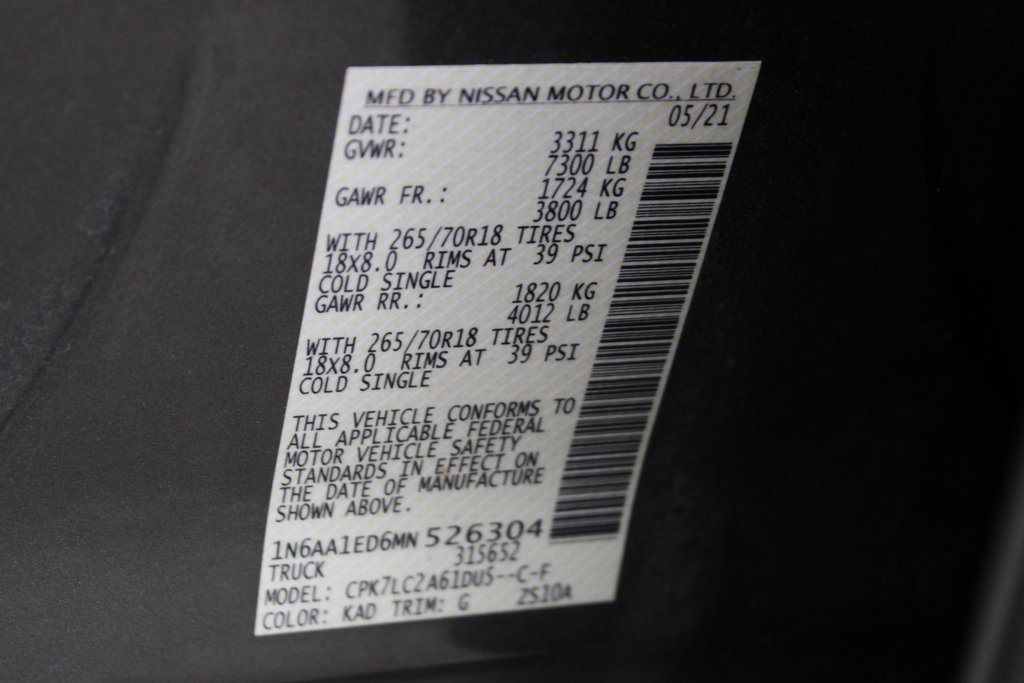 MFD BY NISSAN MOTOR CO., LTD.
DATE: 05/21
GVWR: 3311 KG
7300 LB
GAWR FR.: 1724 KG
3800 LB
WITH 265/70R18 TIRES
18X8.0 RIMS AT 39 PSI
COLD SINGLE
GAWR RR.: 1820 KG
4012 LB
WITH 265/70R18 TIRES
18X8.0 RIMS AT 39 PSI
COLD SINGLE
THIS VEHICLE CONFORMS TO
ALL APPLICABLE FEDERAL
MOTOR VEHICLE SAFETY
STANDARDS IN EFFECT ON
THE DATE OF MANUFACTURE
SHOWN ABOVE.
1N6AA1ED6MN 526304
TRUCK 315652
MODEL: CPK7LC2A61DUS--C-F
COLOR: KAD TRIM: G ZS10A